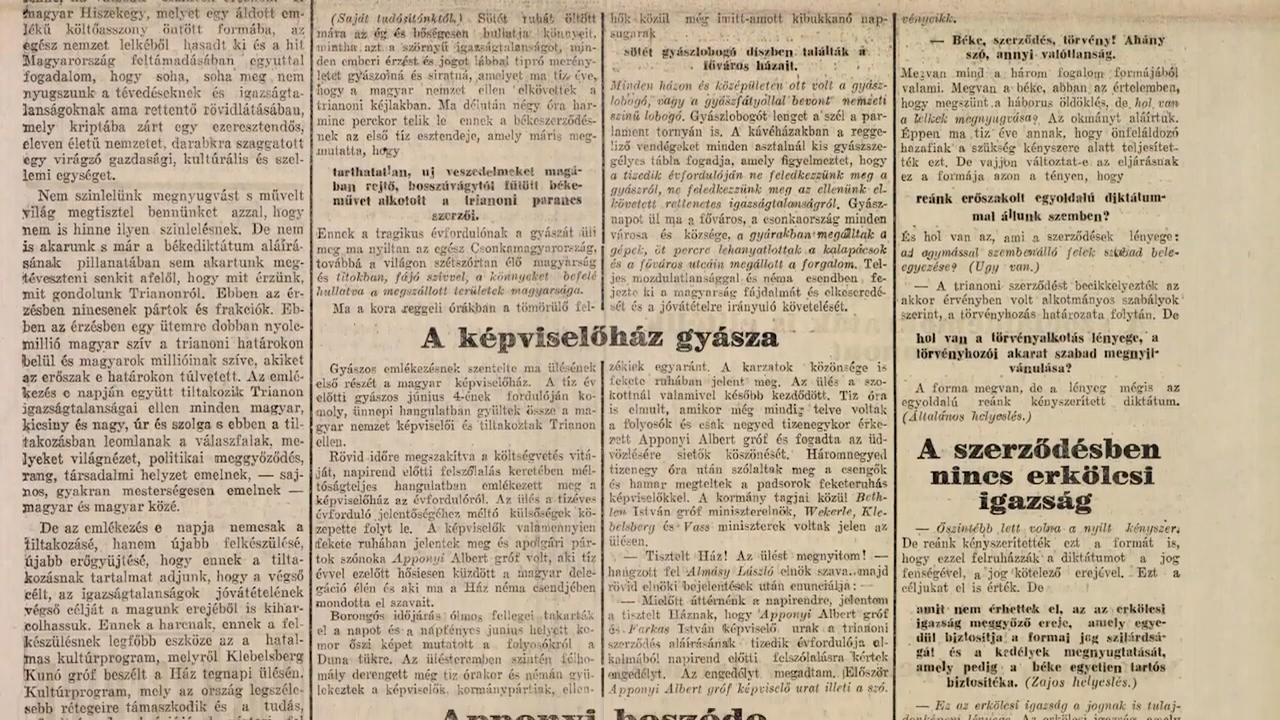 magyar Hiszekegy, melyet egy áldott em-
lékü költőasszony öntött formába, az
egész nemzet lelkéből hasadt ki és a hit
Magyarország feltámadásában egyuttal
fogadalom, hogy soha, soha meg nem
nyugszunk a tévedéseknek és igazságta-
lanságoknak ama rettentő rövidlátásában,
mely kriptába zárt egy ezeresztendős,
eleven életü nemzetet, darabkra szaggatott
egy virágzó gazdasági, kultúrális és szel-
lemi egységet.
Nem szinlelünk megnyugvást s művelt
világ megtisztel bennünket azzal, hogy
nem is hinne ilyen szinlelésnek. De nem
is akarunk s már a békediktátum aláírá-
sának pillanatában sem akartunk meg-
téveszteni senkit afelől, hogy mit érzünk,
mit gondolunk Trianonról. Ebben az ér-
zésben nincsenek pártok és frakciók. Eb-
ben az érzésben egy ütemre dobban nyolc-
millió magyar szív a trianoni határokon
belül és magyarok millióinak szíve, akiket
az erőszak e határokon túlvetett. Az emlé-
kezés e napján együtt tiltakozik Trianon
igazságtalanságai ellen minden magyar,
kicsiny és nagy, úr és szolga s ebben a til-
takozásban leomlanak a válaszfalak, me-
lyeket világnézet, politikai meggyőződés,
rang, társadalmi helyzet emelnek, — saj-
nos, gyakran mesterségesen emelnek —
magyar és magyar közé.
De az emlékezés e napja nemcsak a
tiltakozásé, hanem újabb felkészülésé,
újabb erőgyüjtésé, hogy ennek a tilta-
kozásnak tartalmat adjunk, hogy a végső
célt, az igazságtalanságok jóvátételének
végső célját a magunk erejéből is kihar-
colhassuk. Ennek a harcnak, ennek a fel-
készülésnek legfőbb eszköze az a hatal-
mas kultúrprogram, melyről Klebelsberg
Kunó gróf beszélt a Ház tegnapi ülésén.
Kultúrprogram, mely az ország legszéle-
sebb rétegeire támaszkodik és a tudás,
(Saját tudósítónktól.) Sötét ruhát öltött
mára az ég és bőségesen bullatja könnyeit,
mintha azt a szörnyű igazságtalanságot, min-
den emberi érzést és jogot lábbal tipró merény-
letet gyászolná és siratná, amelyet ma tíz éve,
hogy a magyar nemzet ellen elkövettek a
trianoni kéjlakban. Ma délután négy óra har-
minc perckor telik le ennek a békeszerződés-
nek az első tíz esztendeje, amely máris meg-
mutatta, hogy
tarthatatlan, uj veszedelmeket magá-
ban rejtő, bosszúvágytól fűtött béke-
művet alkotott a trianoni parancs
szerzői.
Ennek a tragikus évfordulónak a gyászát üli
meg ma nyiltan az egész Csonkamagyarország,
továbbá a világon szétszórtan élő magyarság
és titokban, fájó szívvel, a könnyeket befelé
hullatva a megszállott területek magyarsága.
Ma a kora reggeli órákban a tömörülő fel-
hők közül még imitt-amott kibukkanó nap-
sugarak
sötét gyászlobogó díszben találták a
főváros házait.
Minden házon és középületen ott volt a gyász-
lobogó, vagy a gyászfátyollal bevont nemzeti
szinü lobogó. Gyászlobogót lenget a szél a par-
lament tornyán is. A kávéházakban a regge-
liző vendégeket minden asztalnál kis gyászsze-
gélyes tábla fogadja, amely figyelmeztet, hogy
a tizedik évfordulóján ne feledkezzünk meg a
gyászról, ne feledkezzünk meg az ellenünk el-
követett rettenetes igazságtalanságról. Gyász-
napot ül ma a főváros, a csonkaország minden
városa és községe, a gyárakban megálltak a
gépek, öt percre lehanyatlottak a kalapácsok
és a főváros utcáin megállott a forgalom. Tel-
jes mozdulatlansággal és néma csendben fe-
jezte ki a magyarság fájdalmát és elkeseredé-
sét és a jóvátételre irányuló követelését.
A képviselőház gyásza
Gyászos emlékezésnek szentelte ma ülésének
első részét a magyar képviselőház. A tíz év
előtti gyászos június 4-ének fordulóján ko-
moly, ünnepi hangulatban gyültek össze a ma-
gyar nemzet képviselői és tiltakoztak Trianon
ellen.
Rövid időre megszakítva a költségvetés vitá-
ját, napirend előtti felszólalás keretében mél-
tóságteljes hangulatban emlékezett meg a
képviselőház az évfordulóról. Az ülés a tízéves
évforduló jelentőségéhez méltó külsőségek kö-
zepette folyt le. A képviselők valamennyien
fekete ruhában jelentek meg és apolgári pár-
tok szónoka Apponyi Albert gróf volt, aki tíz
évvel ezelőtt hősiesen küzdött a magyar dele-
gáció élén és aki ma a Ház néma csendjében
mondotta el szavait.
Borongós időjárás ólmos fellegei takarták
el a napot és a napfényes junius helyett ko-
mor őszi képet mutatott a folyosókról a
Duna tükre. Az ülésteremben szintén félho-
mály derengett még tíz órakor és némán gyü-
lekeztek a képviselők, kormánypártiak, ellen-
zékiek egyaránt. A karzatok közönsége is
fekete ruhában jelent meg. Az ülés a szo-
kottnál valamivel később kezdődött. Tíz óra
is elmult, amikor még mindig telve voltak
a folyosók és csak negyed tizenegykor érke-
zett Apponyi Albert gróf és fogadta az üd-
vözlésére sietők köszönését. Háromnegyed
tizenegy óra után szólaltak meg a csengők
és hamar megteltek a padsorok feketeruhás
képviselőkkel. A kormány tagjai közül Beth-
len István gróf miniszterelnök, Wekerle, Kle-
belsberg és Vass miniszterek voltak jelen az
ülésen.
— Tisztelt Ház! Az ülést megnyitom! —
hangzott fel Almásy László elnök szava, majd
rövid elnöki bejelentések után enunciálja: —
— Mielőtt áttérnénk a napirendre, jelentem
a tisztelt Háznak, hogy Apponyi Albert gróf
és Farkas István képviselő urak a trianoni
szerződés aláírásának tizedik évfordulója al-
kalmából napirend előtti felszólalásra kértek
engedélyt. Az engedélyt megadtam. Először
Apponyi Albert gróf képviselő urat illeti a szó.
Apponyi beszéde
— Béke, szerződés, törvény! Ahány
szó, annyi valótlanság.
Megvan mind a három fogalom formájából
valami. Megvan a béke, abban az értelemben,
hogy megszünt a háborus öldöklés, de hol van
a lelkek megnyugvása? Az okmányt aláírtuk.
Éppen ma tíz éve annak, hogy önfeláldozó
hazafiak a szükség kényszere alatt teljesítet-
ték ezt. De vajjon változtat-e az eljárásnak
ez a formája azon a tényen, hogy
reánk erőszakolt egyoldalú diktátum-
mal állunk szemben?
És hol van az, ami a szerződések lényege:
az egymással szembenálló felek szabad bele-
egyezése? (Ugy van.)
— A trianoni szerződést becikkelyezték az
akkor érvényben volt alkotmányos szabályok
szerint, a törvényhozás határozata folytán. De
hol van a törvényalkotás lényege, a
törvényhozói akarat szabad megnyil-
vánulása?
A forma megvan, de a lényeg mégis az
egyoldalú reánk kényszerített diktátum.
(Általános helyeslés.)
A szerződésben
nincs erkölcsi
igazság
— Őszintébb lett volna a nyilt kényszer.
De reánk kényszerítették ezt a formát is,
hogy ezzel felruházzák a diktátumot a jog
fenségével, a jog kötelező erejével. Ezt a
céljukat el is érték. De
amit nem érhettek el, az az erkölcsi
igazság meggyőző ereje, amely egye-
dül biztosítja a formai jog szilárdsá-
gát és a kedélyek megnyugtatását,
amely pedig a béke egyetlen tartós
biztosítéka. (Zajos helyeslés.)
— Ez az erkölcsi igazság a jognak is tulaj-